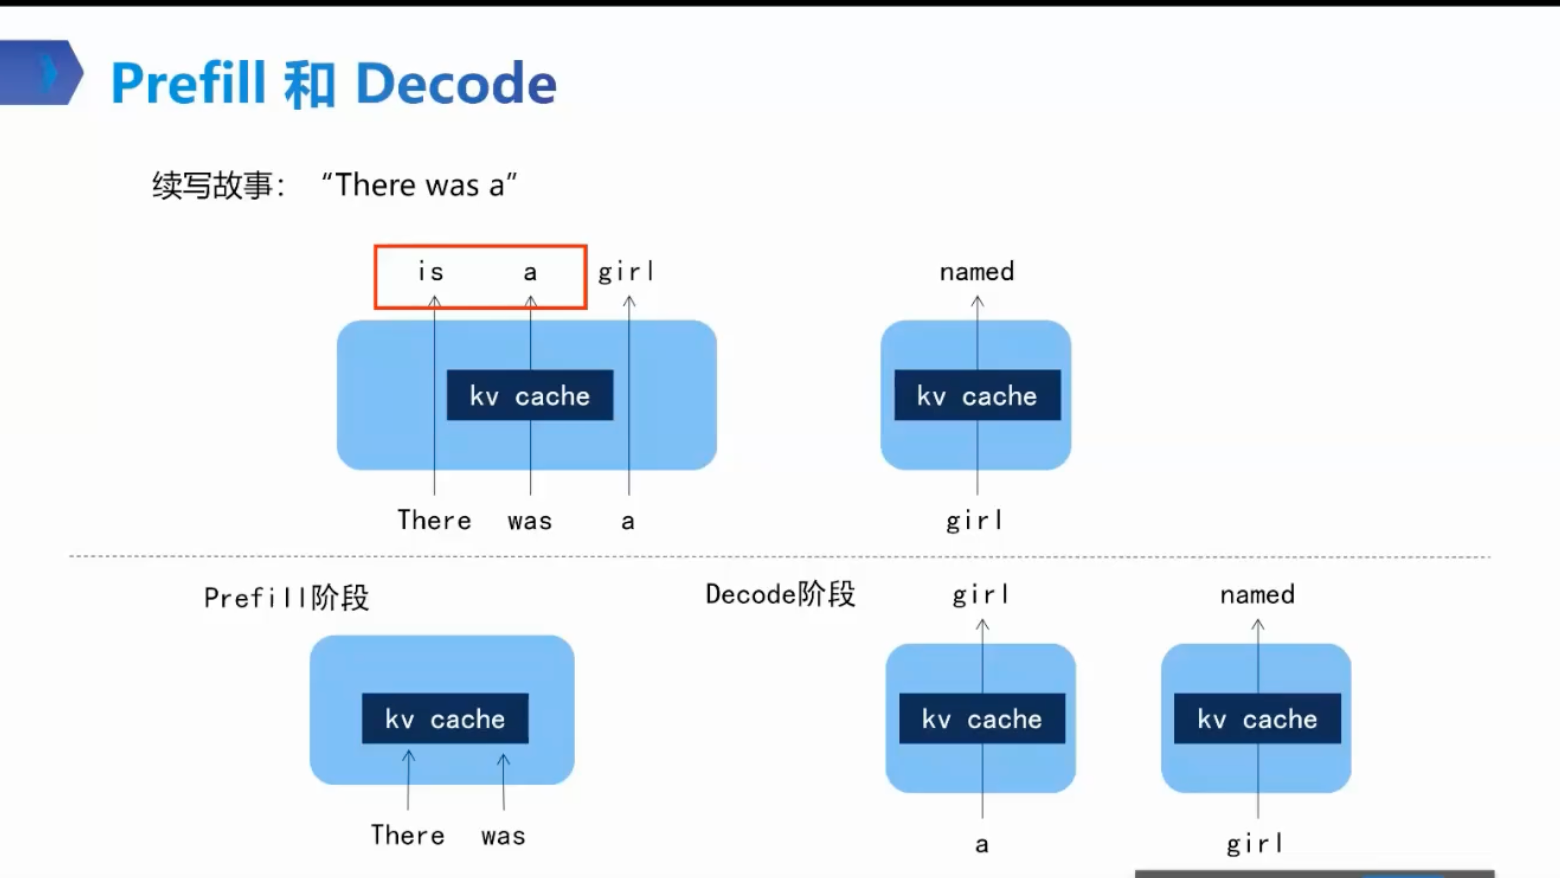 Prefill 和 Decode
续写故事： “There was a”
is a girl named
kv cache kv cache
There was a girl
Prefill阶段 Decode阶段 girl named
kv cache kv cache kv cache
There was a girl